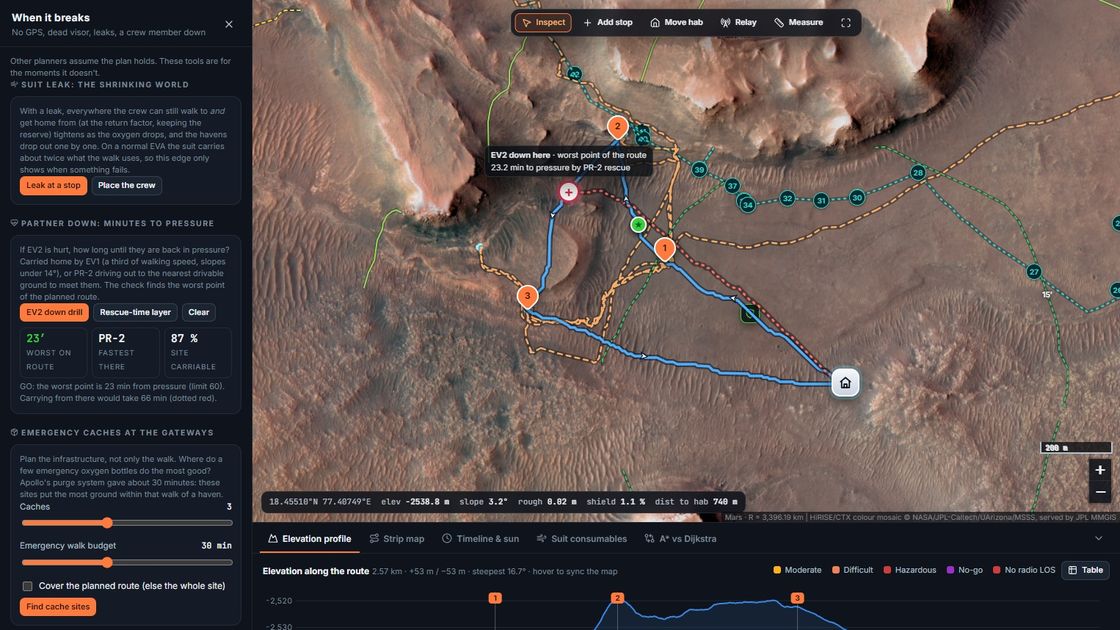 When it breaks
No GPS, dead visor, leaks, a crew member down
Other planners assume the plan holds. These tools are for
the moments it doesn't.
SUIT LEAK: THE SHRINKING WORLD
With a leak, everywhere the crew can still walk to and
get home from (at the return factor, keeping the
reserve) tightens as the oxygen drops, and the havens
drop out one by one. On a normal EVA the suit carries
about twice what the walk uses, so this edge only
shows when something fails.
Leak at a stop
Place the crew
PARTNER DOWN: MINUTES TO PRESSURE
If EV2 is hurt, how long until they are back in pressure?
Carried home by EV1 (a third of walking speed, slopes
under 14°), or PR-2 driving out to the nearest drivable
ground to meet them. The check finds the worst point
of the planned route.
EV2 down drill
Rescue-time layer
Clear
23′
WORST ON
ROUTE
PR-2
FASTEST
THERE
87 %
SITE
CARRIABLE
GO: the worst point is 23 min from pressure (limit 60).
Carrying from there would take 66 min (dotted red).
EMERGENCY CACHES AT THE GATEWAYS
Plan the infrastructure, not only the walk. Where do a
few emergency oxygen bottles do the most good?
Apollo's purge system gave about 30 minutes: these
sites put the most ground within that walk of a haven.
Caches 3
Emergency walk budget 30 min
Cover the planned route (else the whole site)
Find cache sites
Inspect
Add stop
Move hab
Relay
Measure
42
2
EV2 down here - worst point of the route
23.2 min to pressure by PR-2 rescue
39
37
34
32
31
30
28
27
15°
1
3
200 m
18.45510°N 77.40749°E elev -2538.8 m slope 3.2° rough 0.02 m shield 1.1 % dist to hab 740 m
Mars · R = 3,396.19 km | HiRISE/CTX colour mosaic © NASA/JPL-Caltech/UArizona/MSSS, served by JPL MMGIS
Elevation profile
Strip map
Timeline & sun
Suit consumables
A* vs Dijkstra
Elevation along the route 2.57 km · +53 m / −53 m · steepest 16.7° · hover to sync the map
Moderate
Difficult
Hazardous
No-go
No radio LOS
Table
1
2
3
-2,520
-2,530